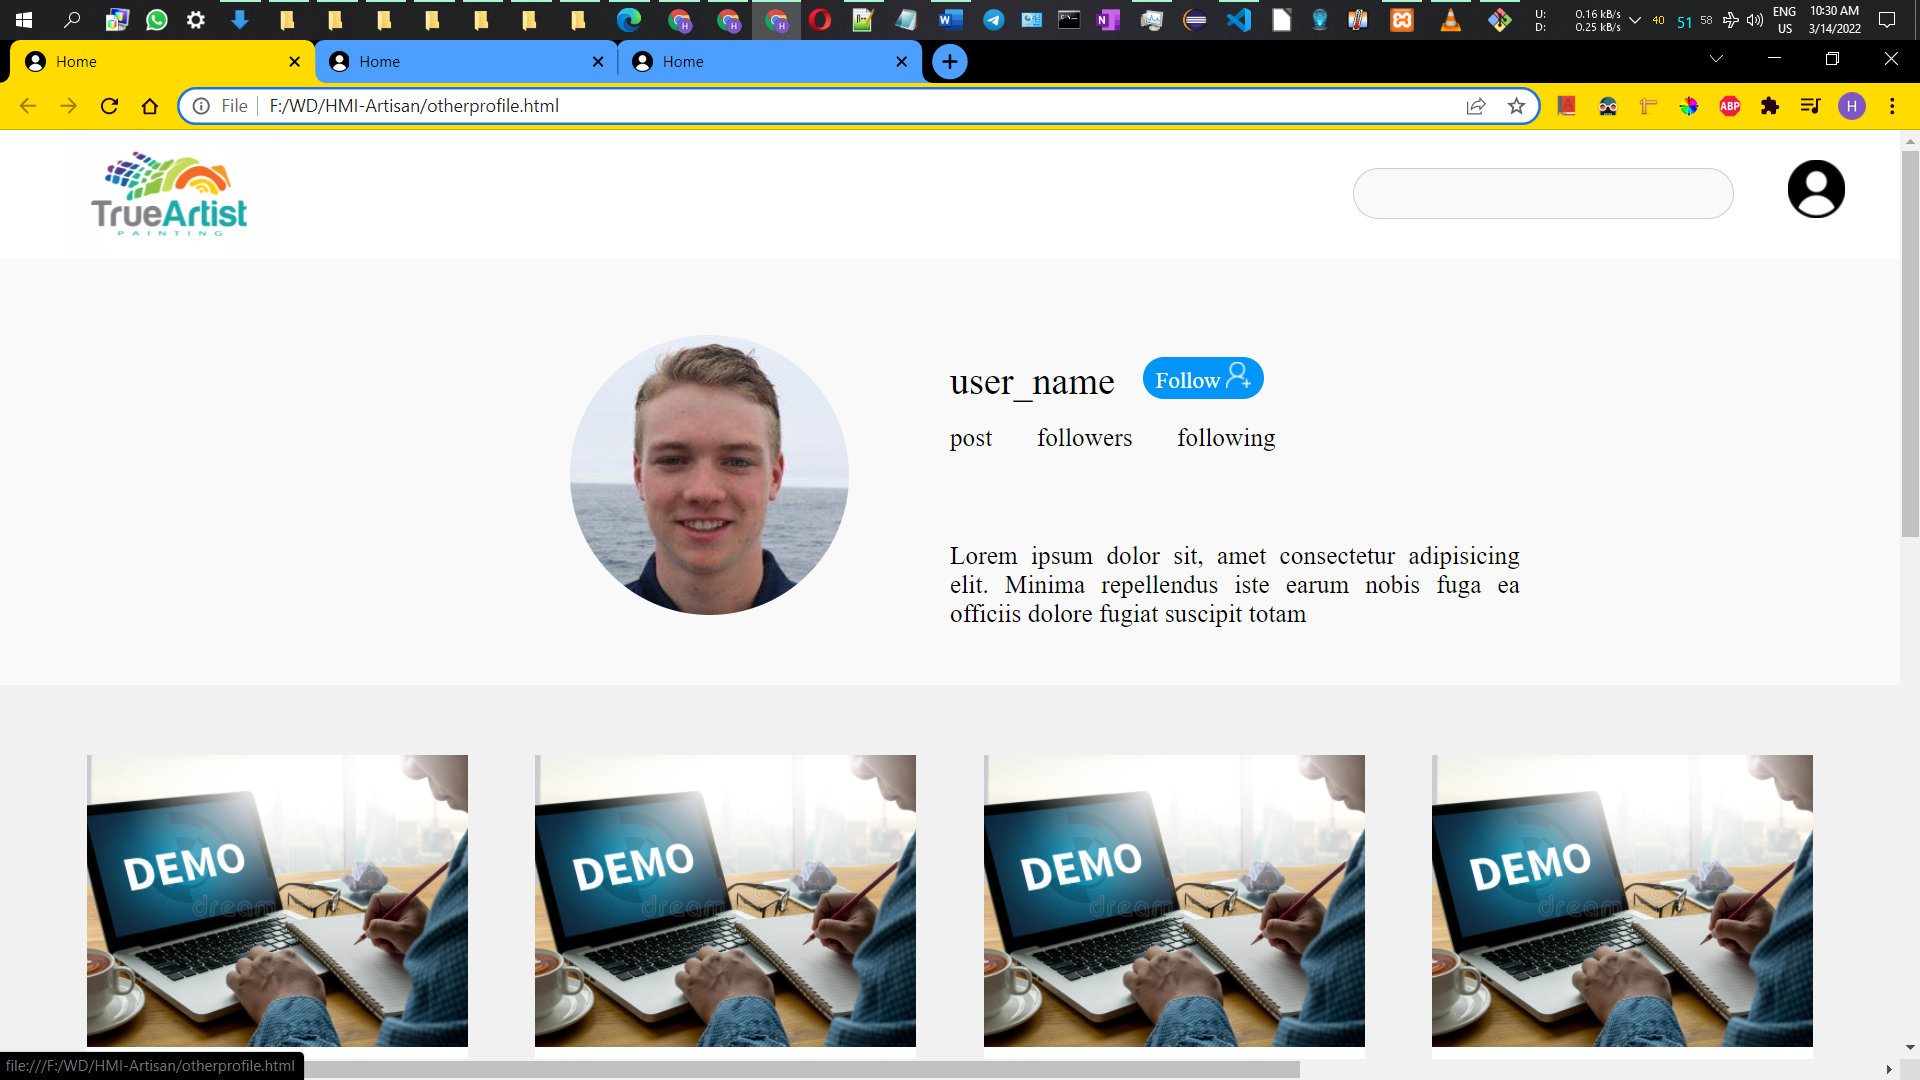 U: 0.16 kB/s
D: 0.25 kB/s
40 51 58
ENG
US
10:30 AM
3/14/2022
Home Home Home
File F:/WD/HMI-Artisan/otherprofile.html
ABP
H
TrueArtist
PAINTING
user_name Follow
post followers following
Lorem ipsum dolor sit, amet consectetur adipisicing
elit. Minima repellendus iste earum nobis fuga ea
officiis dolore fugiat suscipit totam
DEMO DEMO DEMO DEMO
dream dream dream dream
file:///F:/WD/HMI-Artisan/otherprofile.html